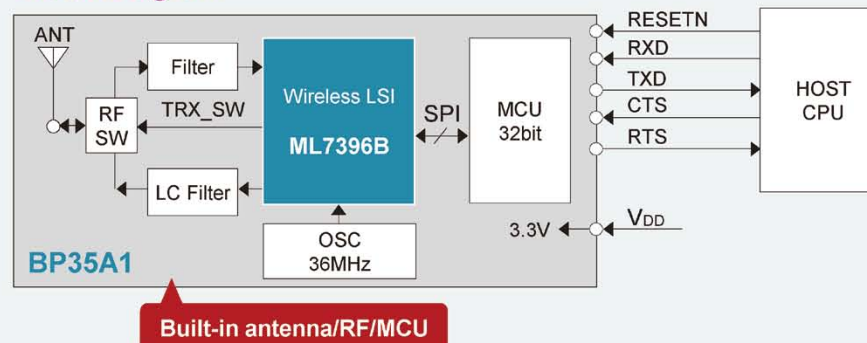 ANT
Filter
RF
SW
TRX_SW
LC Filter
Wireless LSI
ML7396B
SPI
MCU
32bit
OSC
36MHz
BP35A1
RESETN
RXD
TXD
CTS
RTS
HOST
CPU
3.3V
VDD
Built-in antenna/RF/MCU